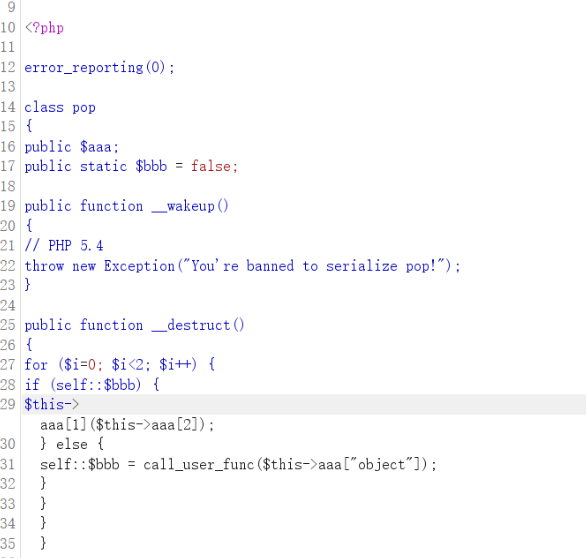 9
10 <?php
11
12 error_reporting(0);
13
14 class pop
15 {
16 public $aaa;
17 public static $bbb = false;
18
19 public function __wakeup()
20 {
21 // PHP 5.4
22 throw new Exception("You're banned to serialize pop!");
23 }
24
25 public function __destruct()
26 {
27 for ($i=0; $i<2; $i++) {
28 if (self::$bbb) {
29 $this->
aaa[1]($this->aaa[2]);
30 } else {
31 self::$bbb = call_user_func($this->aaa["object"]);
32 }
33 }
34 }
35 }